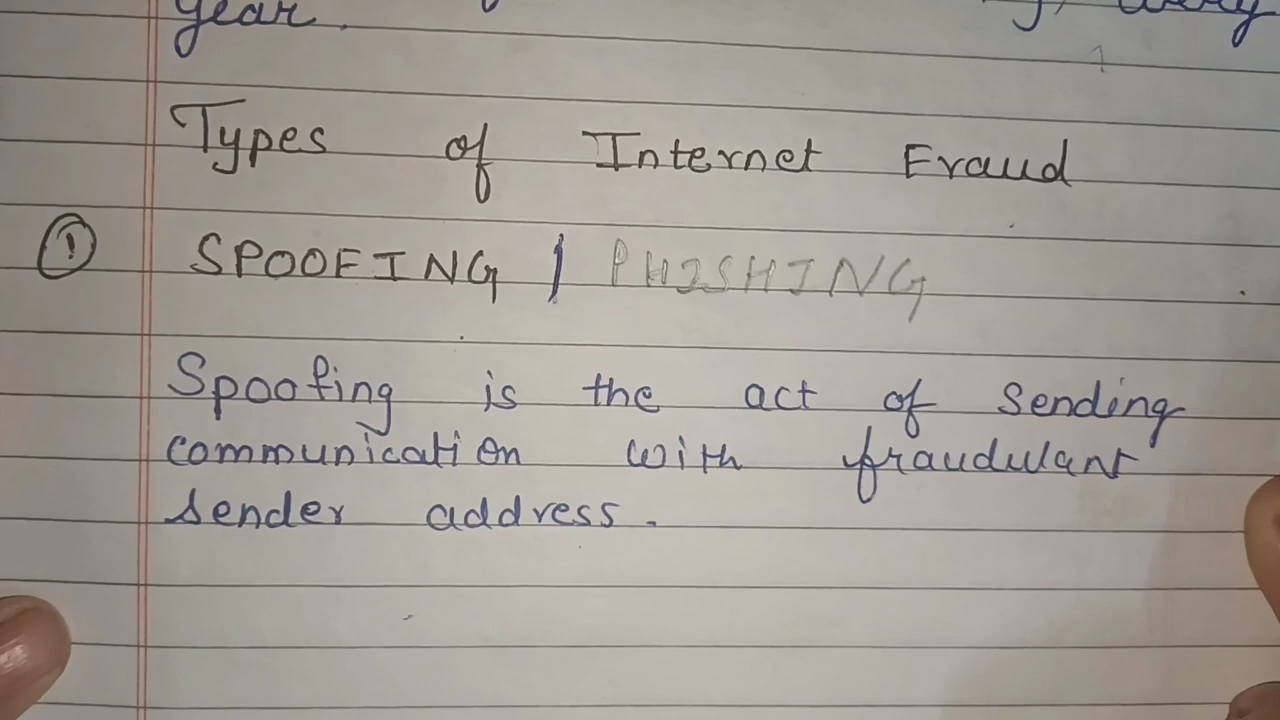 year.
Types of Internet Fraud
① SPOOFING | PHISHING
Spoofing is the act of sending
communication with fraudulant
sender address.